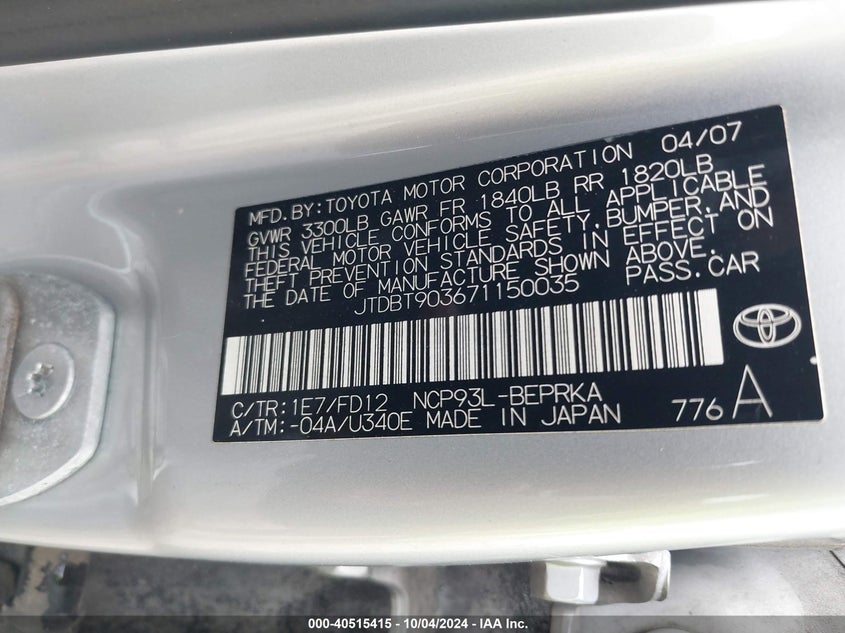 MFD.BY:TOYOTA MOTOR CORPORATION 04/07
GVWR 3300LB GAWR FR 1840LB RR 1820LB
THIS VEHICLE CONFORMS TO ALL APPLICABLE
FEDERAL MOTOR VEHICLE SAFETY,BUMPER,AND
THEFT PREVENTION STANDARDS IN EFFECT ON
THE DATE OF MANUFACTURE SHOWN ABOVE.
JTDBT903671150035 PASS.CAR
C/TR:1E7/FD12 NCP93L-BEPRKA
A/TM:-04A/U340E MADE IN JAPAN 776 A
000-40515415 - 10/04/2024 - IAA Inc.